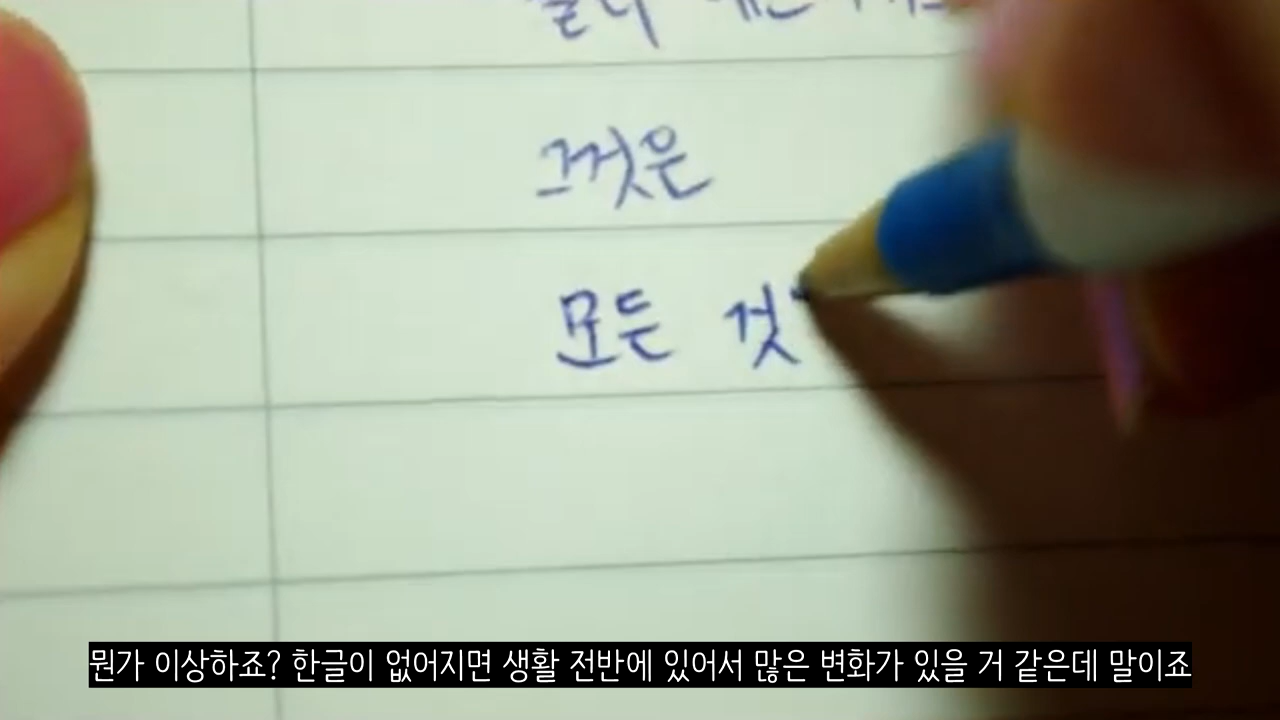 그것은
모든 것
뭔가 이상하죠? 한글이 없어지면 생활 전반에 있어서 많은 변화가 있을 거 같은데 말이죠